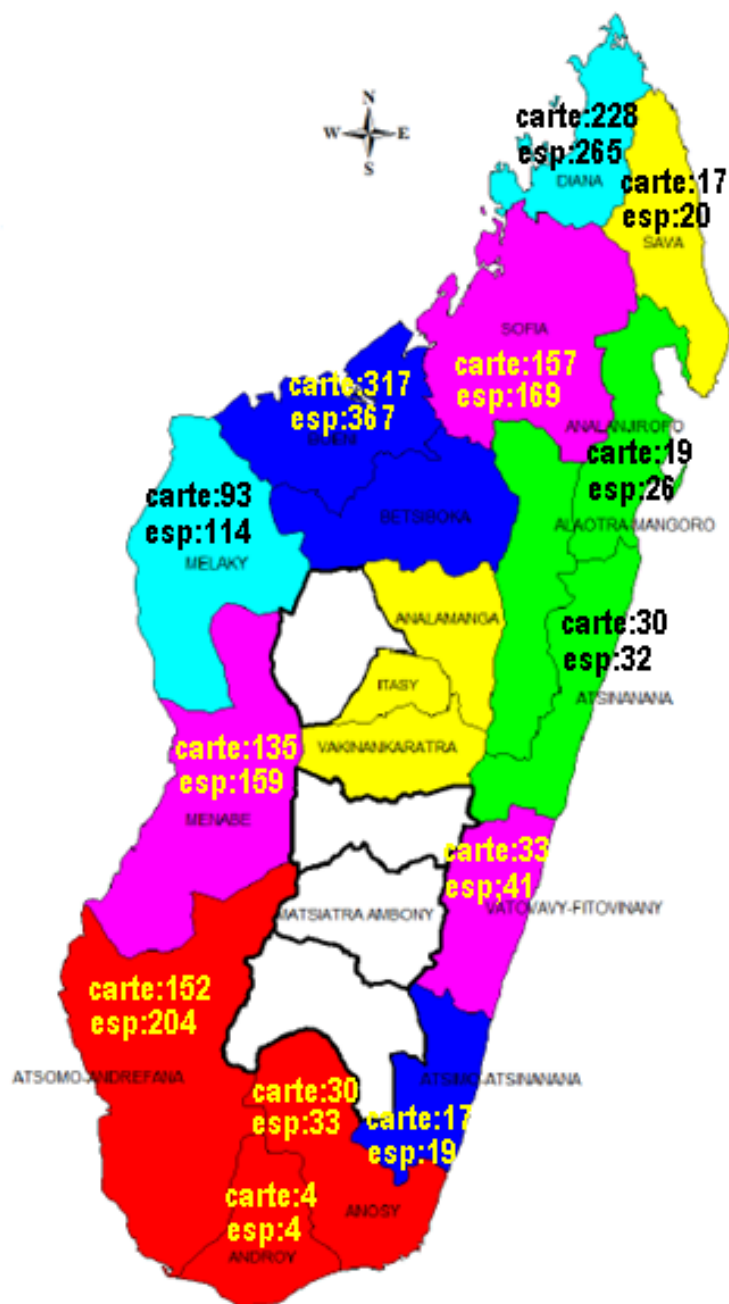 N
W E
S
carte:228
esp:265
DIANA
carte:17
esp:20
SAVA
SOFIA
carte:157
esp:169
carte:317
esp:367
BOENI
ANALANJIROFO
carte:19
esp:26
ALAOTRA-MANGORO
carte:93
esp:114
MELAKY
BETSIBOKA
ANALAMANGA
carte:30
esp:32
ATSINANANA
ITASY
VAKINANKARATRA
carte:135
esp:159
MENABE
carte:33
esp;41
VATOVAVY-FITOVINANY
MATSIATRA AMBONY
carte:152
esp:204
ATSOMO-ANDREFANA
ATSIMO-ATSINANANA
carte:30
esp:33
carte:17
esp:19
carte:4
esp:4
ANOSY
ANDROY